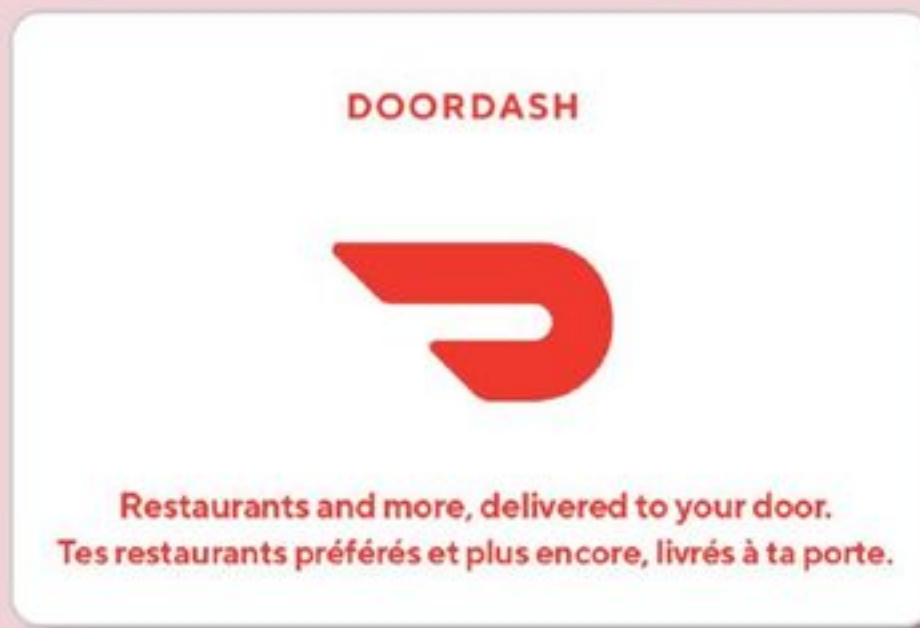 DOORDASH
Restaurants and more, delivered to your door.
Tes restaurants préférés et plus encore, livrés à ta porte.